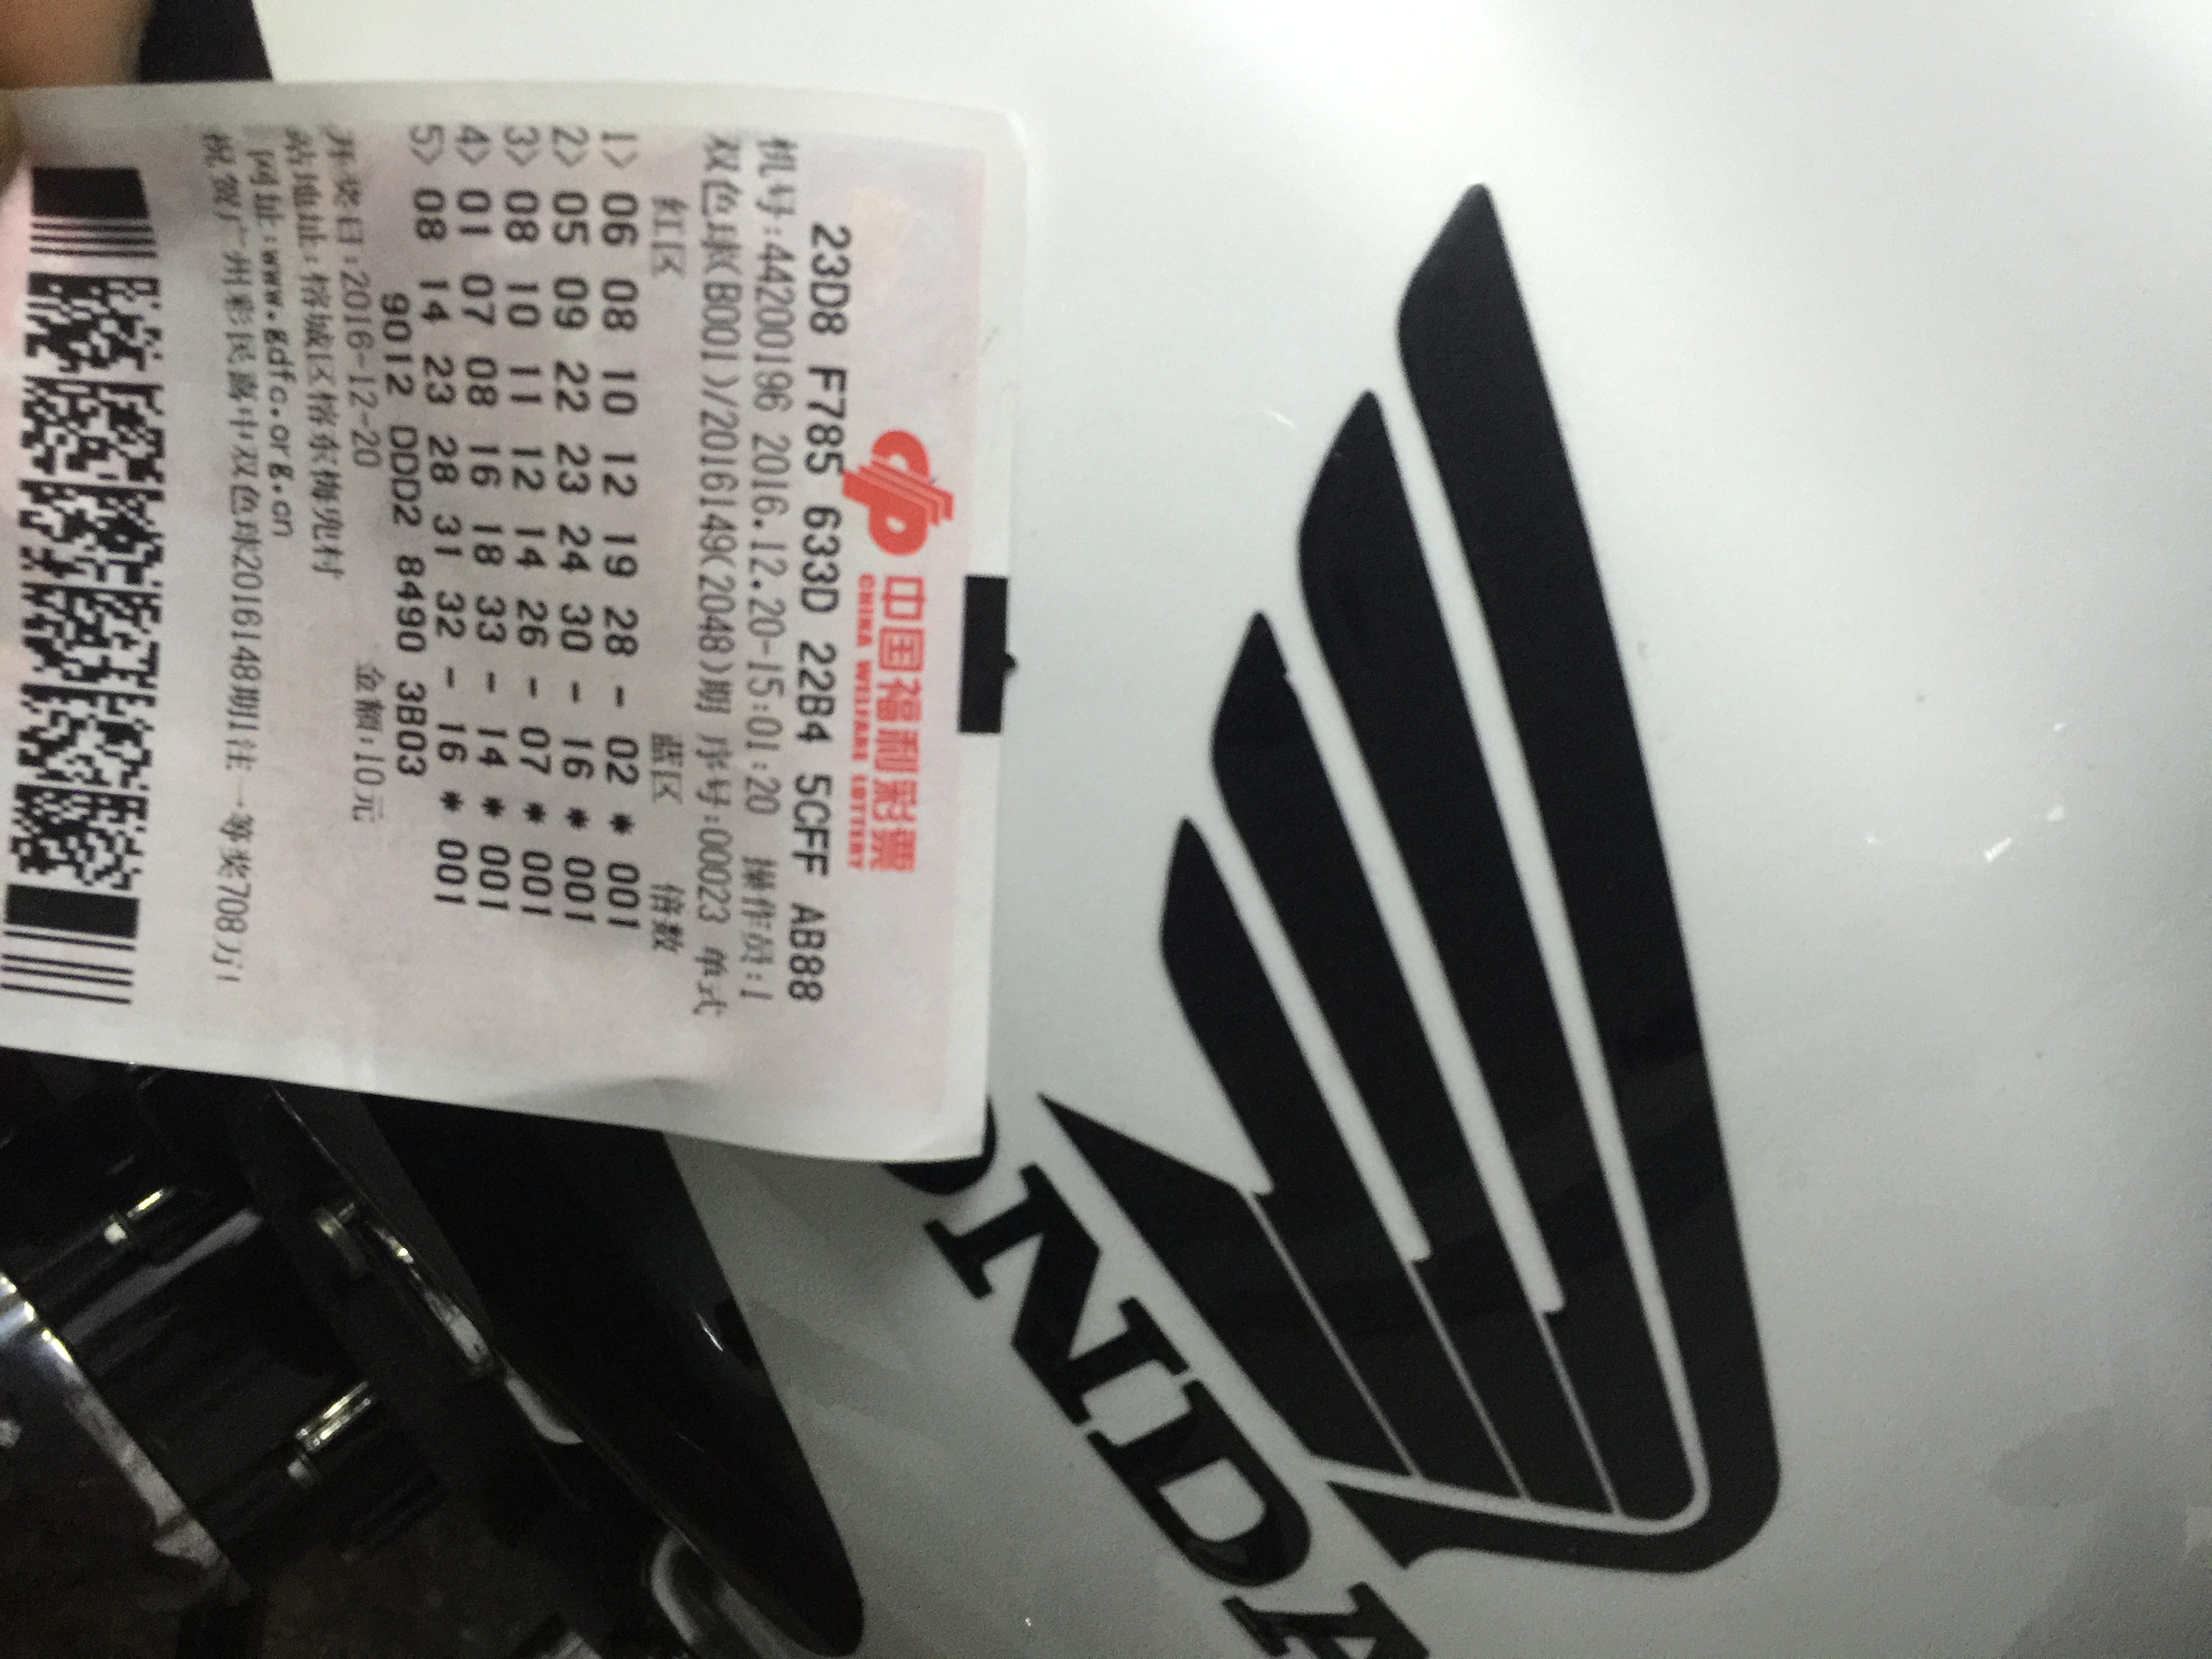 中国福利彩票
CHINA WELFARE LOTTERY
23D8 F785 633D 22B4 5CFF AB88
机号:442000196 2016.12.20-15:01:20 操作员:1
双色球(B001)/2016149(2048)期 序号:00023 单式
红区 蓝区 倍数
1> 06 08 10 12 19 28 - 02 * 001
2> 05 09 22 23 24 30 - 16 * 001
3> 08 10 11 12 14 26 - 07 * 001
4> 01 07 08 16 18 33 - 14 * 001
5> 08 14 23 28 31 32 - 16 * 001
9012 DDD2 8490 3B03
开奖日:2016-12-20 金额:10元
站地址:榕城区榕东梅兜村
网址:www.gdfc.org.cn
祝贺广州彩民喜中双色球2016148期1注一等奖708万!
ONDA